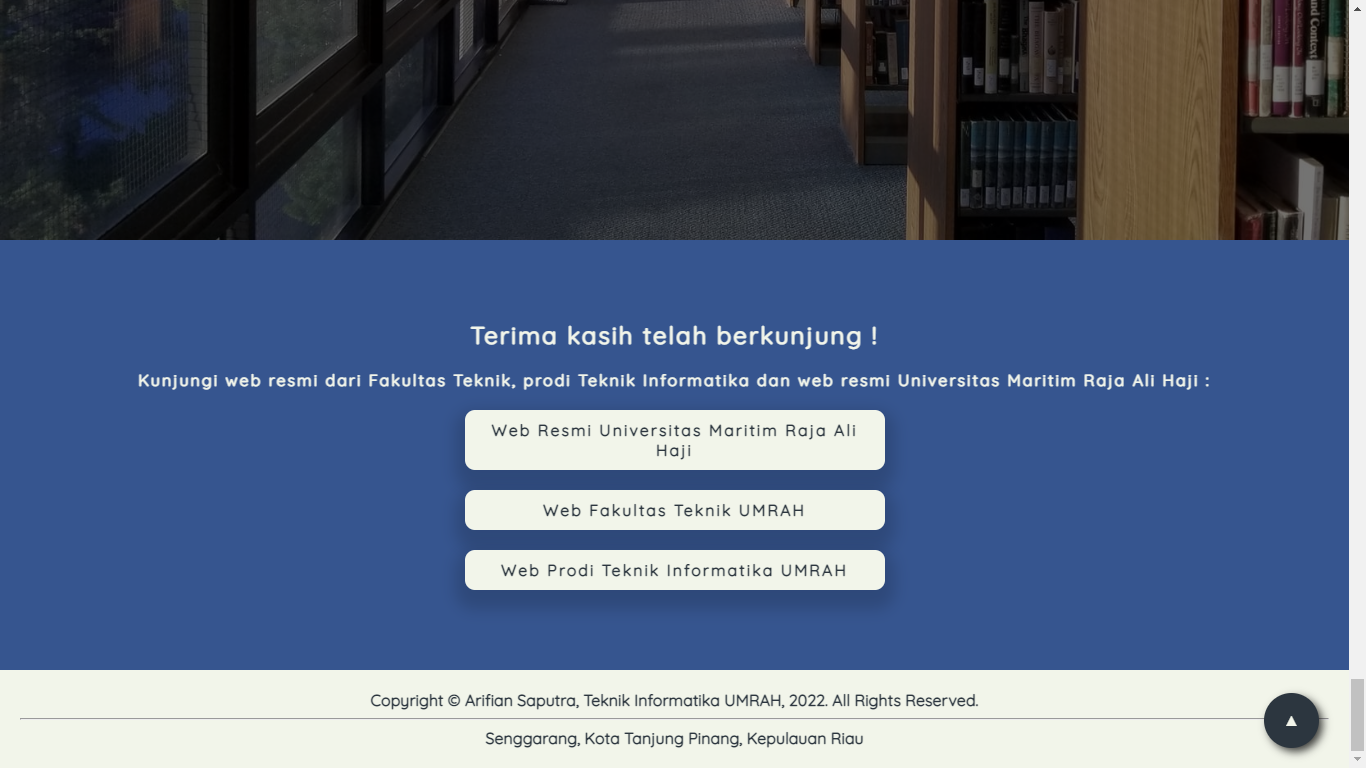 and Context
Terima kasih telah berkunjung !
Kunjungi web resmi dari Fakultas Teknik, prodi Teknik Informatika dan web resmi Universitas Maritim Raja Ali Haji :
Web Resmi Universitas Maritim Raja Ali
Haji
Web Fakultas Teknik UMRAH
Web Prodi Teknik Informatika UMRAH
Copyright © Arifian Saputra, Teknik Informatika UMRAH, 2022. All Rights Reserved.
Senggarang, Kota Tanjung Pinang, Kepulauan Riau